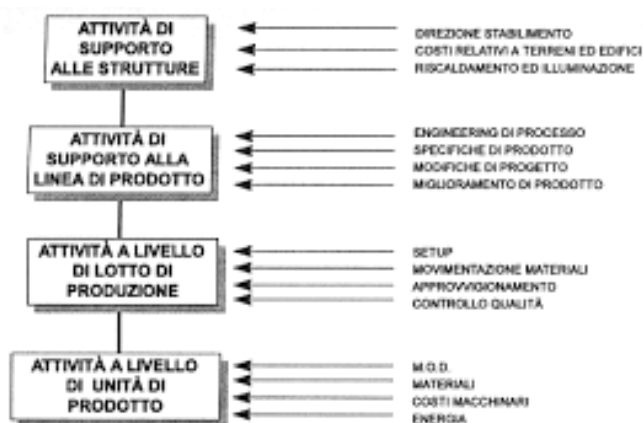 ATTIVITÀ DI
SUPPORTO
ALLE STRUTTURE
DIREZIONE STABILIMENTO
COSTI RELATIVI A TERRENI ED EDIFICI
RISCALDAMENTO ED ILLUMINAZIONE
ATTIVITÀ DI
SUPPORTO ALLA
LINEA DI PRODOTTO
ENGINEERING DI PROCESSO
SPECIFICHE DI PRODOTTO
MODIFICHE DI PROGETTO
MIGLIORAMENTO DI PRODOTTO
ATTIVITÀ A LIVELLO
DI LOTTO DI
PRODUZIONE
SETUP
MOVIMENTAZIONE MATERIALI
APPROVVIGIONAMENTO
CONTROLLO QUALITÀ
ATTIVITÀ A LIVELLO
DI UNITÀ DI
PRODOTTO
M.O.D.
MATERIALI
COSTI MACCHINARI
ENERGIA